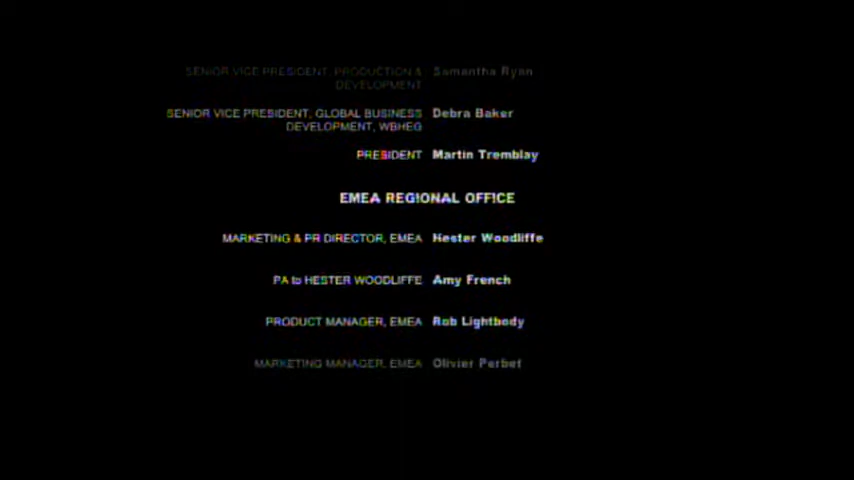 SENIOR VICE PRESIDENT, PRODUCTION & Samantha Ryan
DEVELOPMENT
SENIOR VICE PRESIDENT, GLOBAL BUSINESS Debra Baker
DEVELOPMENT, WBHEG
PRESIDENT Martin Tremblay
EMEA REGIONAL OFFICE
MARKETING & PR DIRECTOR, EMEA Hester Woodliffe
PA to HESTER WOODLIFFE Amy French
PRODUCT MANAGER, EMEA Rob Lightbody
MARKETING MANAGER, EMEA Olivier Perbet